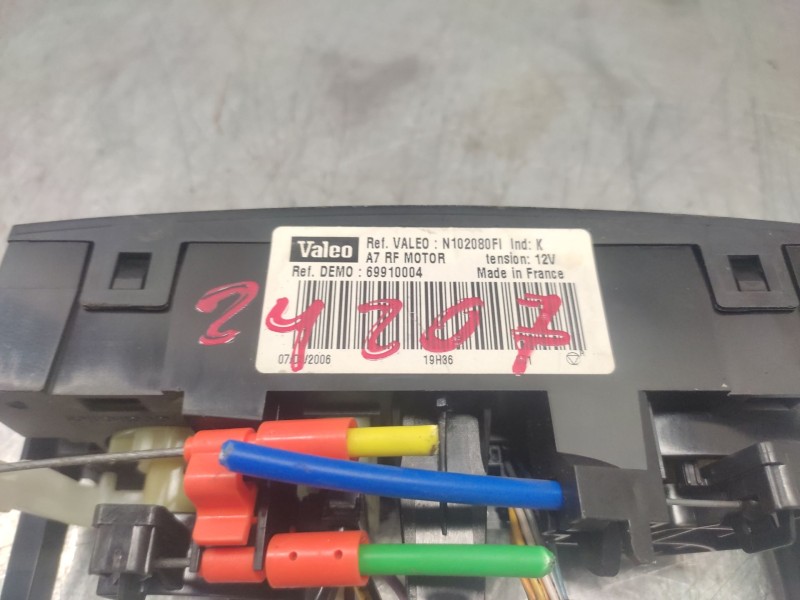 Valeo Ref. VALEO : N102080FI Ind: K
A7 RF MOTOR tension: 12V
Ref. DEMO : 69910004 Made in France
24207
19H36